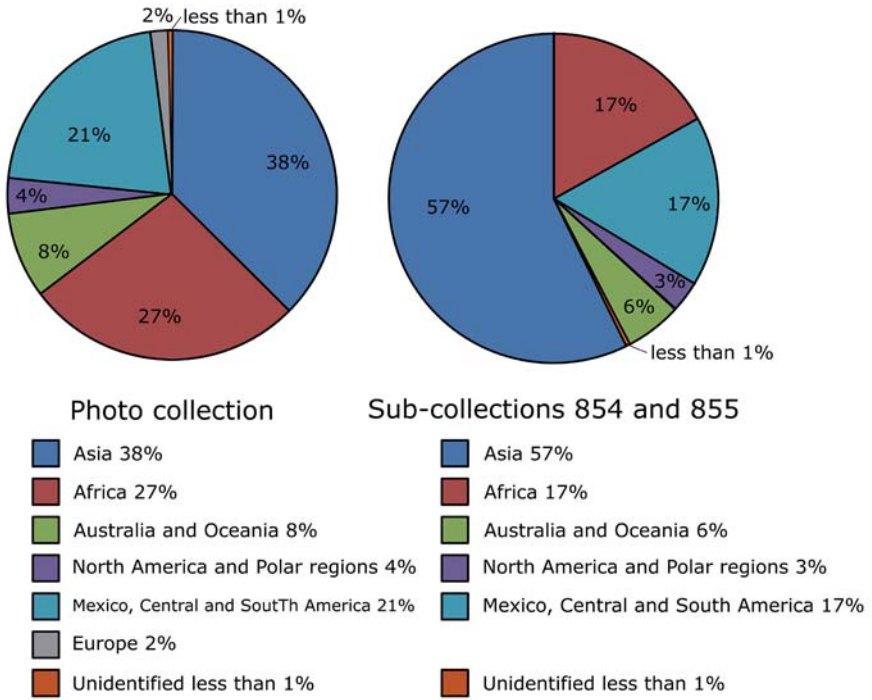 2%
less than 1%
21%
38%
4%
8%
27%
17%
57%
17%
3%
6%
less than 1%
Photo collection
Asia 38%
Africa 27%
Australia and Oceania 8%
North America and Polar regions 4%
Mexico, Central and SoutTh America 21%
Europe 2%
Unidentified less than 1%
Sub-collections 854 and 855
Asia 57%
Africa 17%
Australia and Oceania 6%
North America and Polar regions 3%
Mexico, Central and South America 17%
Unidentified less than 1%